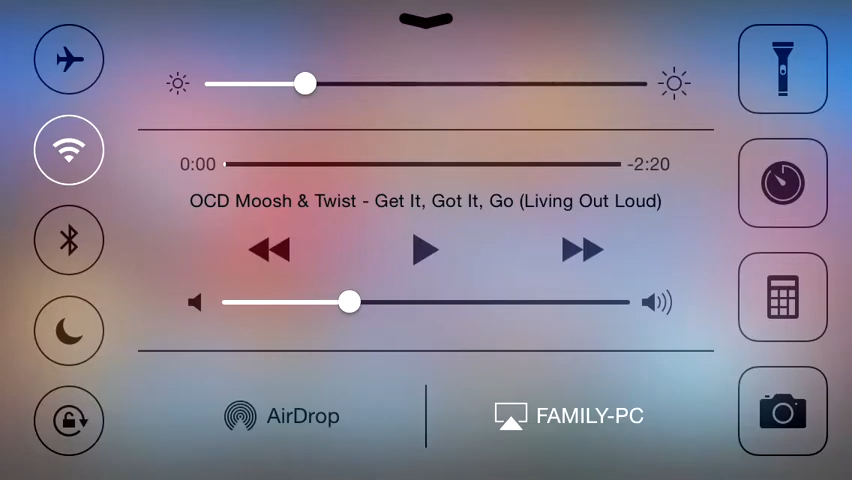 0:00 -2:20
OCD Moosh & Twist - Get It, Got It, Go (Living Out Loud)
AirDrop FAMILY-PC